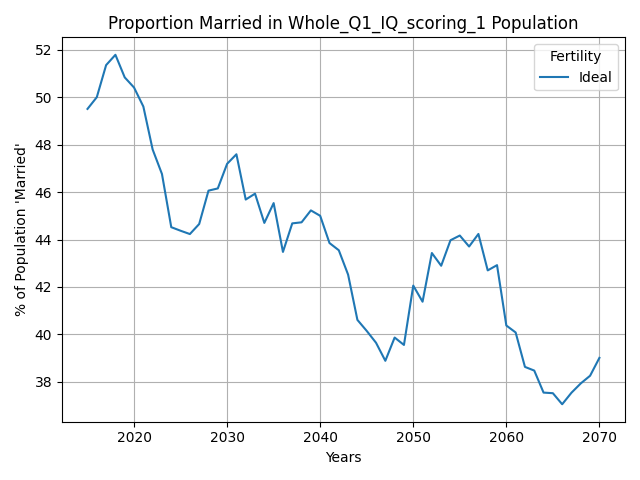 Proportion Married in Whole_Q1_IQ_scoring_1 Population
Fertility
Ideal
% of Population 'Married'
52
50
48
46
44
42
40
38
2020
2030
2040
2050
2060
2070
Years